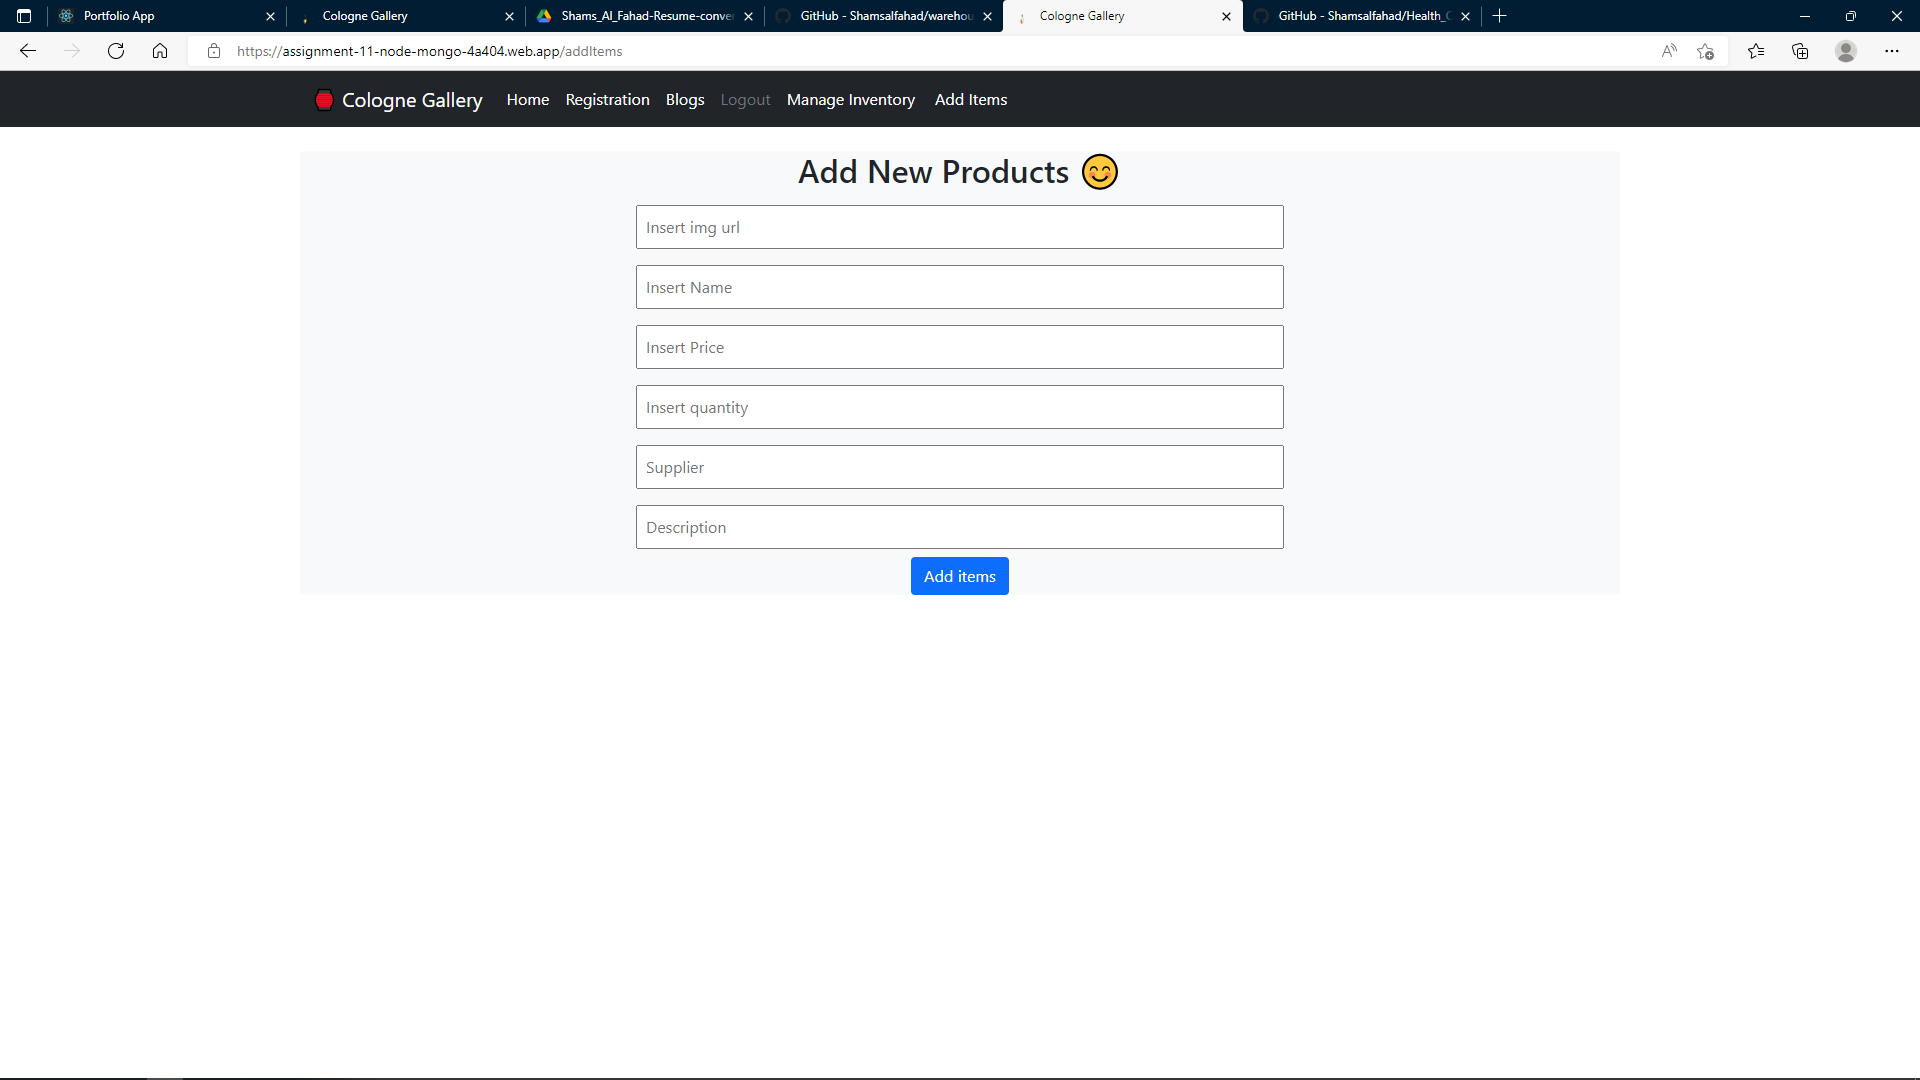 Portfolio App
Cologne Gallery
Shams_Al_Fahad-Resume-conver
GitHub - Shamsalfahad/warehou
Cologne Gallery
GitHub - Shamsalfahad/Health_
https://assignment-11-node-mongo-4a404.web.app/addItems
Cologne Gallery Home Registration Blogs Logout Manage Inventory Add Items
Add New Products 😊
Insert img url
Insert Name
Insert Price
Insert quantity
Supplier
Description
Add items